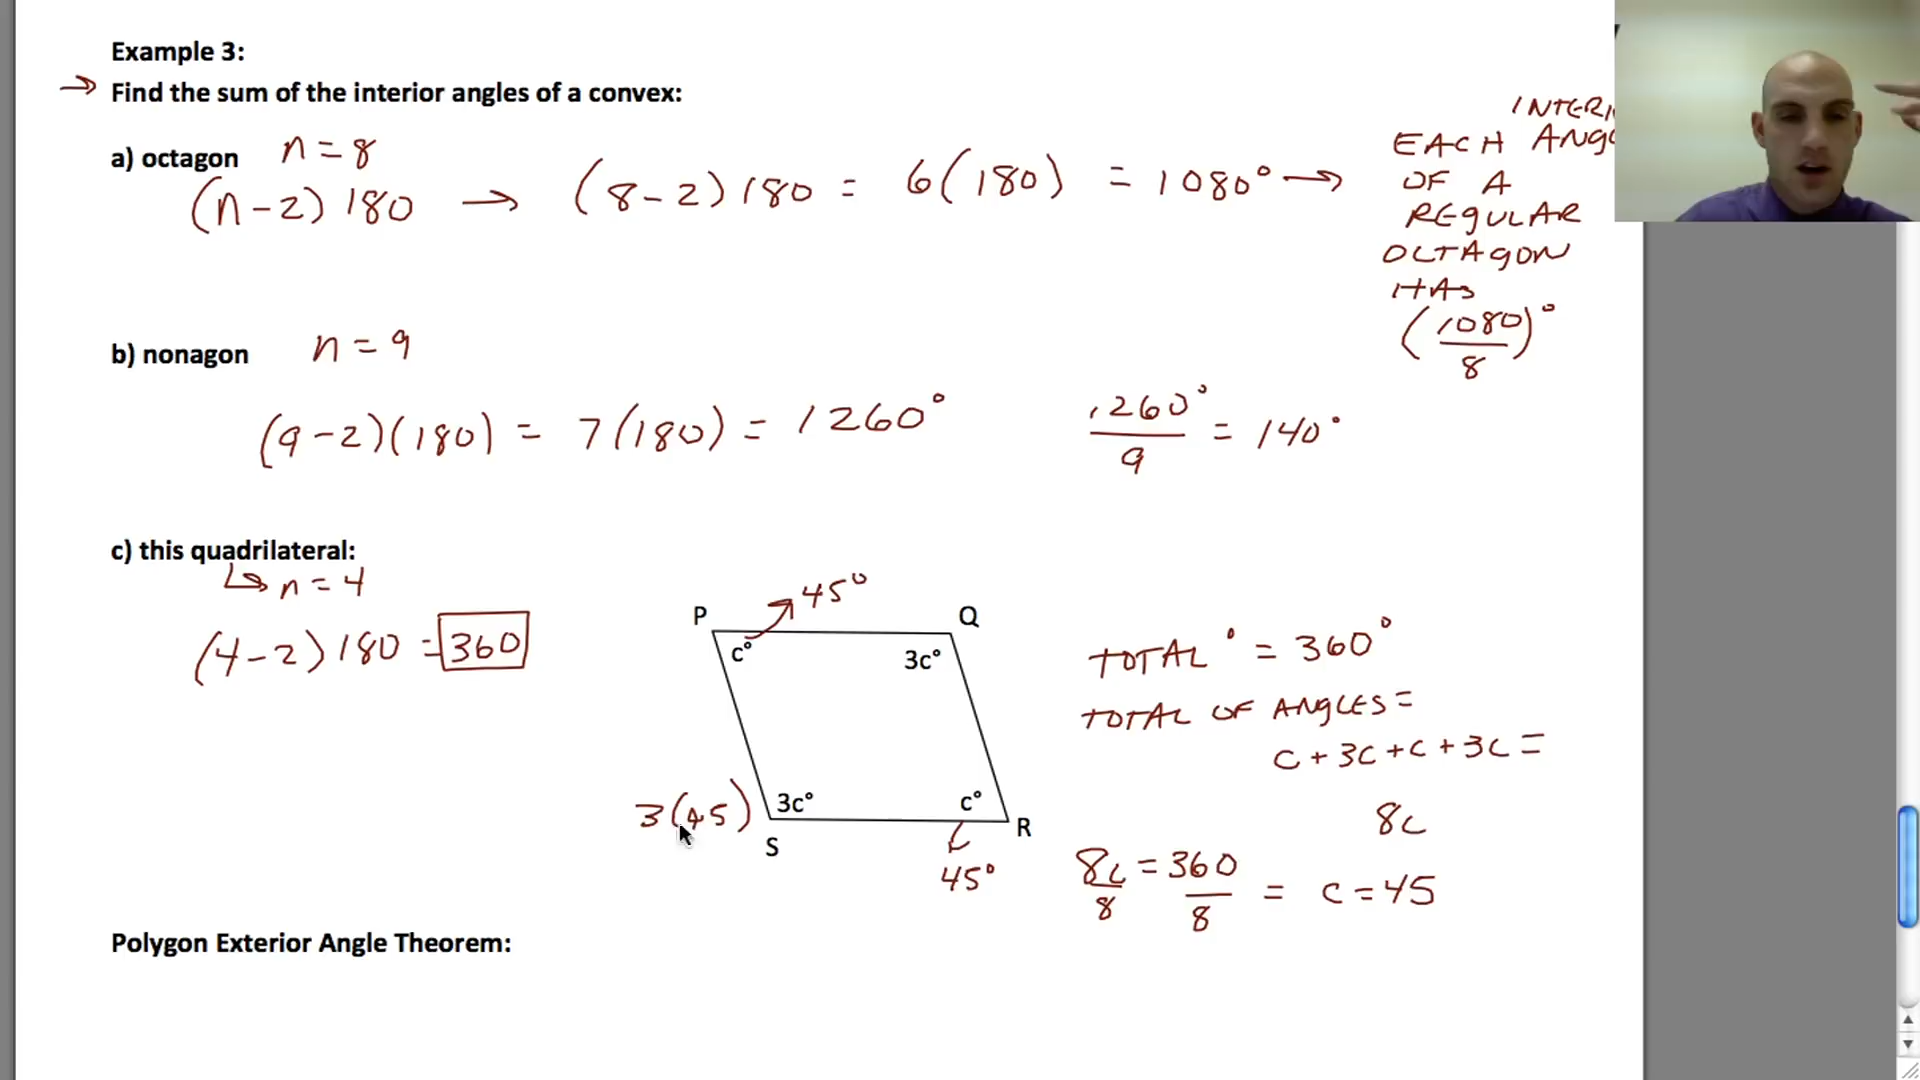 Example 3:
→ Find the sum of the interior angles of a convex:
a) octagon n = 8
(n-2) 180 → (8-2) 180 = 6(180) = 1080° →
INTERI
EACH ANG
OF A
REGULAR
OCTAGON
HAS
(1080/8)°
b) nonagon n = 9
(9-2)(180) = 7(180) = 1260°
1260°/9 = 140°
c) this quadrilateral:
↳ n = 4
(4-2) 180 = 360
45°
P Q
c° 3c°
3(45) 3c° c°
S R
45°
TOTAL ° = 360°
TOTAL OF ANGLES =
C + 3C + C + 3C =
8C
8C/8 = 360/8 = C = 45
Polygon Exterior Angle Theorem: